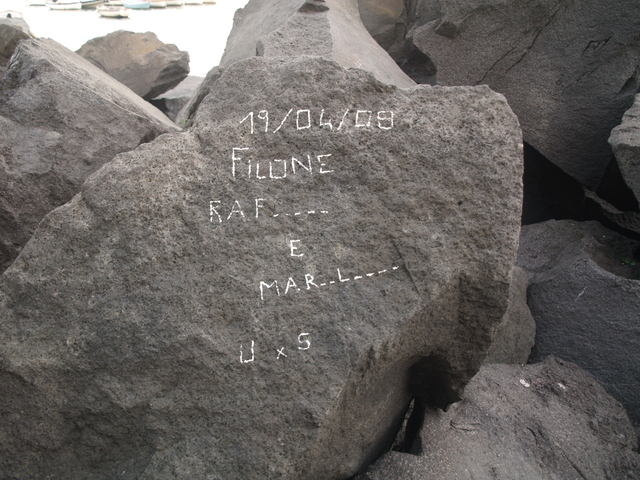 19/04/08
FILONE
RAF-----
E
MAR--L----
U x S